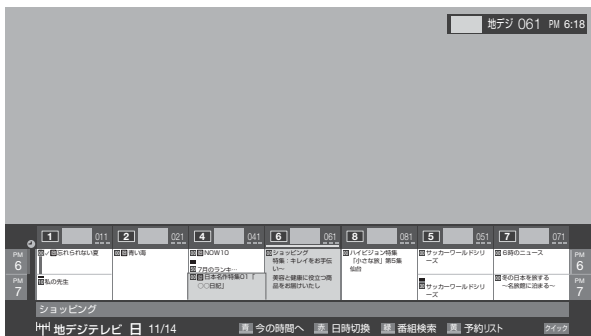 地デジ 061 PM 6:18
1 011 2 021 4 041 6 061 8 081 5 051 7 071
PM
6
PM
7
忘れられない夏
私の先生
青い海
NOW10
7月のランキ…
日本名作特集01「
○○日記」
ショッピング
特集：キレイをお手伝
い〜
美容と健康に役立つ商
品をお届けいたし
ハイビジョン特集
「小さな旅」第5集
仙台
サッカーワールドシリ
ーズ
サッカーワールドシリ
ーズ
6時のニュース
冬の日本を旅する
〜名旅館に泊まる〜
PM
6
PM
7
ショッピング
地デジテレビ 日 11/14 青 今の時間へ 赤 日時切換 緑 番組検索 黄 予約リスト クイック